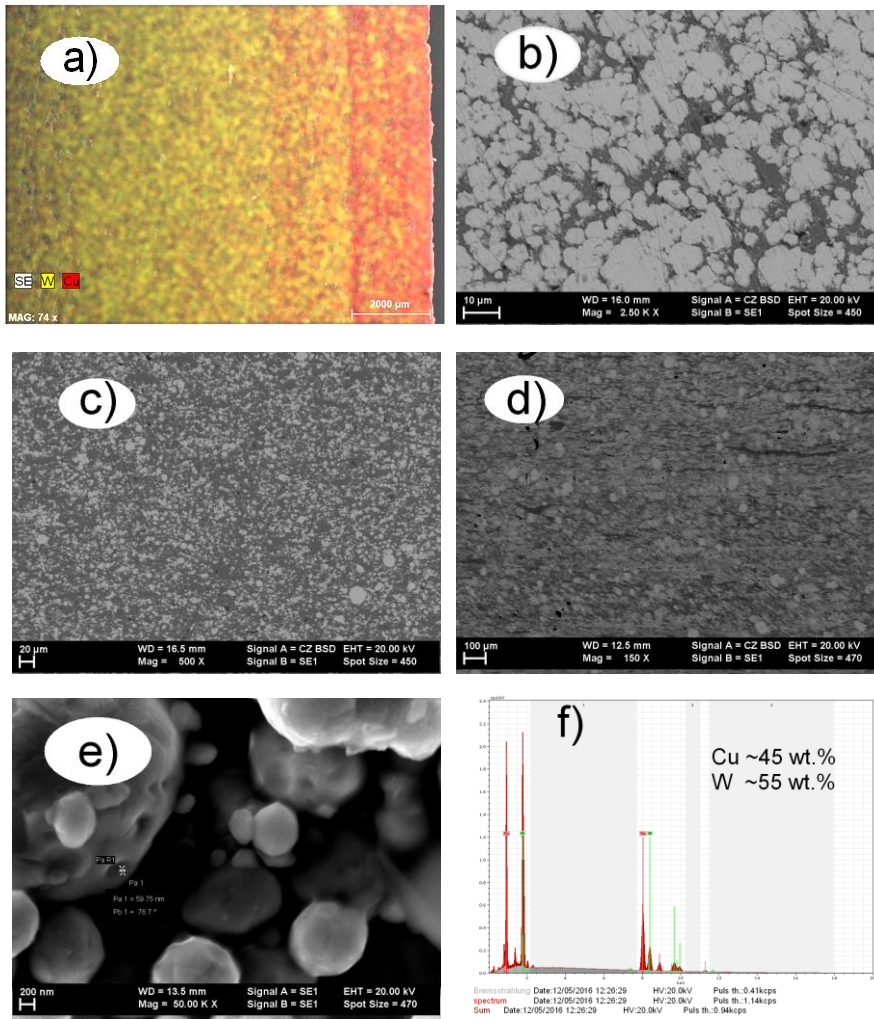 a)
SE W Cu
2000 µm
MAG: 74 x
b)
10 µm WD = 16.0 mm Signal A = CZ BSD EHT = 20.00 kV
Mag = 2.50 K X Signal B = SE1 Spot Size = 450
c)
20 µm WD = 16.5 mm Signal A = CZ BSD EHT = 20.00 kV
Mag = 500 X Signal B = SE1 Spot Size = 450
d)
100 µm WD = 12.5 mm Signal A = CZ BSD EHT = 20.00 kV
Mag = 150 X Signal B = SE1 Spot Size = 470
e)
Pa R1
Pa 1
Pa 1 = 59.75 nm
Pb 1 = 78.7 °
200 nm WD = 13.5 mm Signal A = SE1 EHT = 20.00 kV
Mag = 50.00 K X Signal B = SE1 Spot Size = 470
f)
Cu ~45 wt.%
W ~55 wt.%
Bremsstrahlung Date:12/05/2016 12:26:29 HV:20.0kV Puls th.:0.41kcps
spectrum Date:12/05/2016 12:26:29 HV:20.0kV Puls th.:1.14kcps
Sum Date:12/05/2016 12:26:29 HV:20.0kV Puls th.:0.94kcps